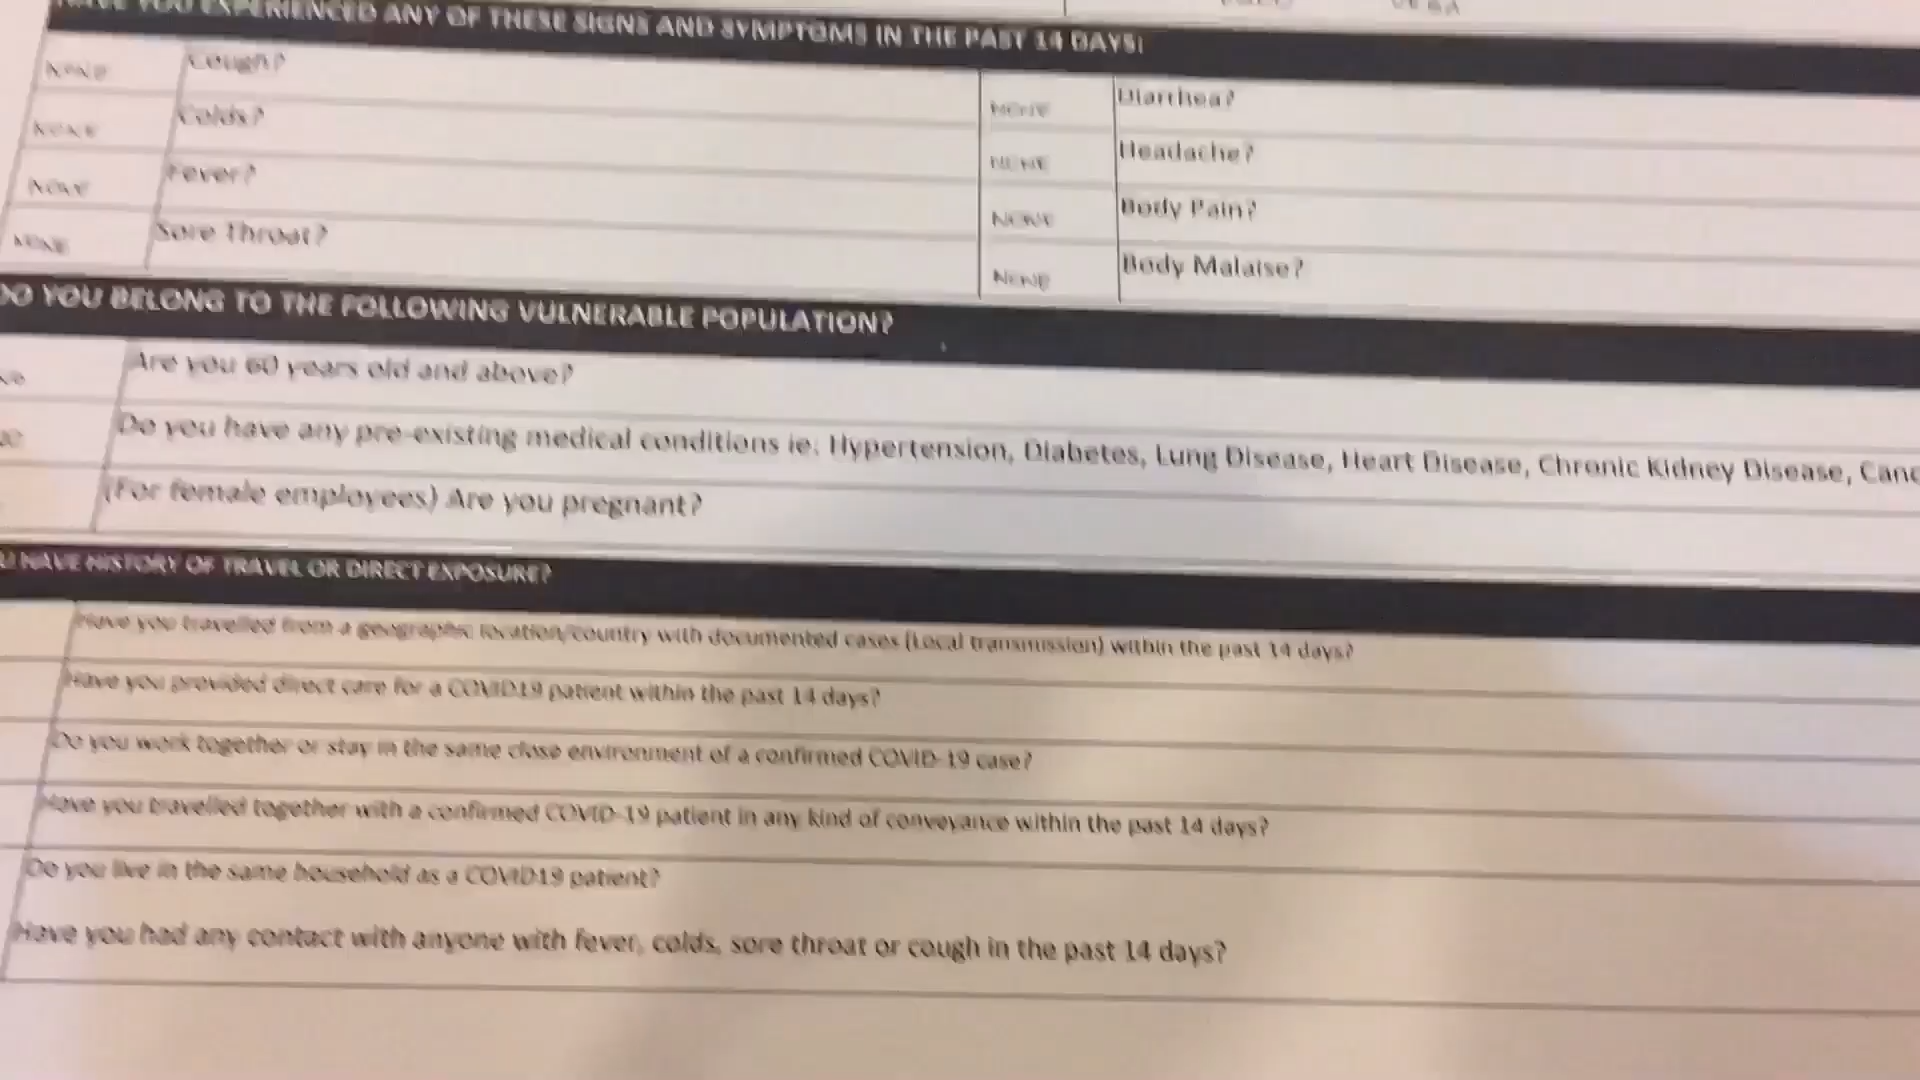 HAVE YOU EXPERIENCED ANY OF THESE SIGNS AND SYMPTOMS IN THE PAST 14 DAYS:
NONE Cough? NONE Diarrhea?
NONE Colds? NONE Headache?
NONE Fever? NONE Body Pain?
NONE Sore Throat? NONE Body Malaise?
DO YOU BELONG TO THE FOLLOWING VULNERABLE POPULATION?
Are you 60 years old and above?
Do you have any pre-existing medical conditions ie: Hypertension, Diabetes, Lung Disease, Heart Disease, Chronic Kidney Disease, Canc
(For female employees) Are you pregnant?
U HAVE HISTORY OF TRAVEL OR DIRECT EXPOSURE?
Have you travelled from a geographic location/country with documented cases (Local transmission) within the past 14 days?
Have you provided direct care for a COVID19 patient within the past 14 days?
Do you work together or stay in the same close environment of a confirmed COVID-19 case?
Have you travelled together with a confirmed COVID-19 patient in any kind of conveyance within the past 14 days?
Do you live in the same household as a COVID19 patient?
Have you had any contact with anyone with fever, colds, sore throat or cough in the past 14 days?